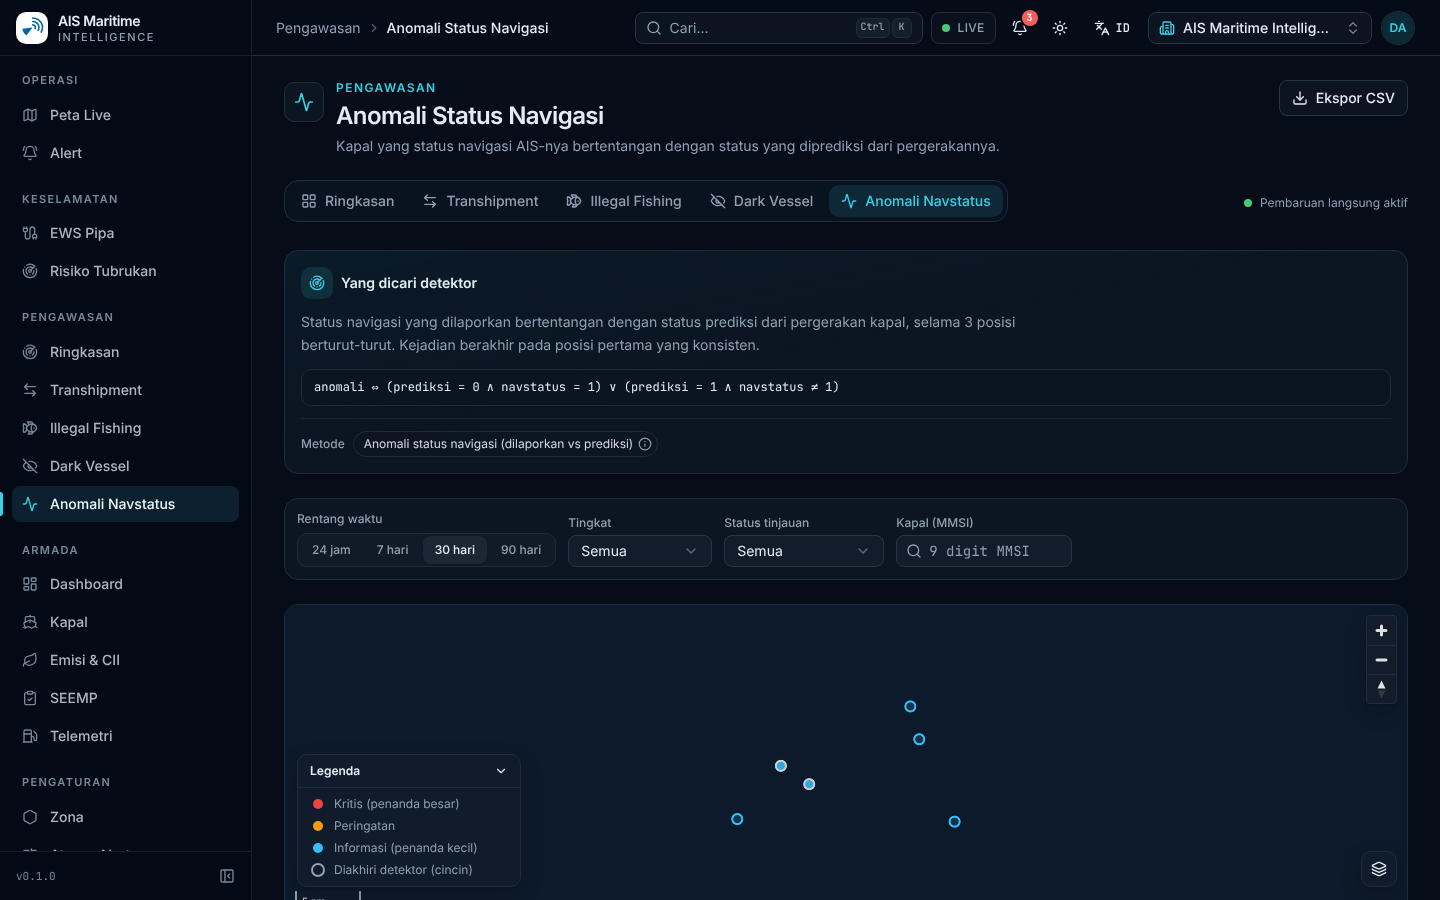 AIS Maritime
INTELLIGENCE
Pengawasan
Anomali Status Navigasi
Cari...
Ctrl K
LIVE
3
ID
AIS Maritime Intellig...
DA
OPERASI
Peta Live
Alert
KESELAMATAN
EWS Pipa
Risiko Tubrukan
PENGAWASAN
Ringkasan
Transhipment
Illegal Fishing
Dark Vessel
Anomali Navstatus
ARMADA
Dashboard
Kapal
Emisi & CII
SEEMP
Telemetri
PENGATURAN
Zona
v0.1.0
PENGAWASAN
Anomali Status Navigasi
Kapal yang status navigasi AIS-nya bertentangan dengan status yang diprediksi dari pergerakannya.
Ekspor CSV
Ringkasan
Transhipment
Illegal Fishing
Dark Vessel
Anomali Navstatus
Pembaruan langsung aktif
Yang dicari detektor
Status navigasi yang dilaporkan bertentangan dengan status prediksi dari pergerakan kapal, selama 3 posisi
berturut-turut. Kejadian berakhir pada posisi pertama yang konsisten.
anomali ⇔ (prediksi = 0 ∧ navstatus = 1) ∨ (prediksi = 1 ∧ navstatus ≠ 1)
Metode
Anomali status navigasi (dilaporkan vs prediksi)
Rentang waktu
24 jam
7 hari
30 hari
90 hari
Tingkat
Semua
Status tinjauan
Semua
Kapal (MMSI)
9 digit MMSI
Legenda
Kritis (penanda besar)
Peringatan
Informasi (penanda kecil)
Diakhiri detektor (cincin)